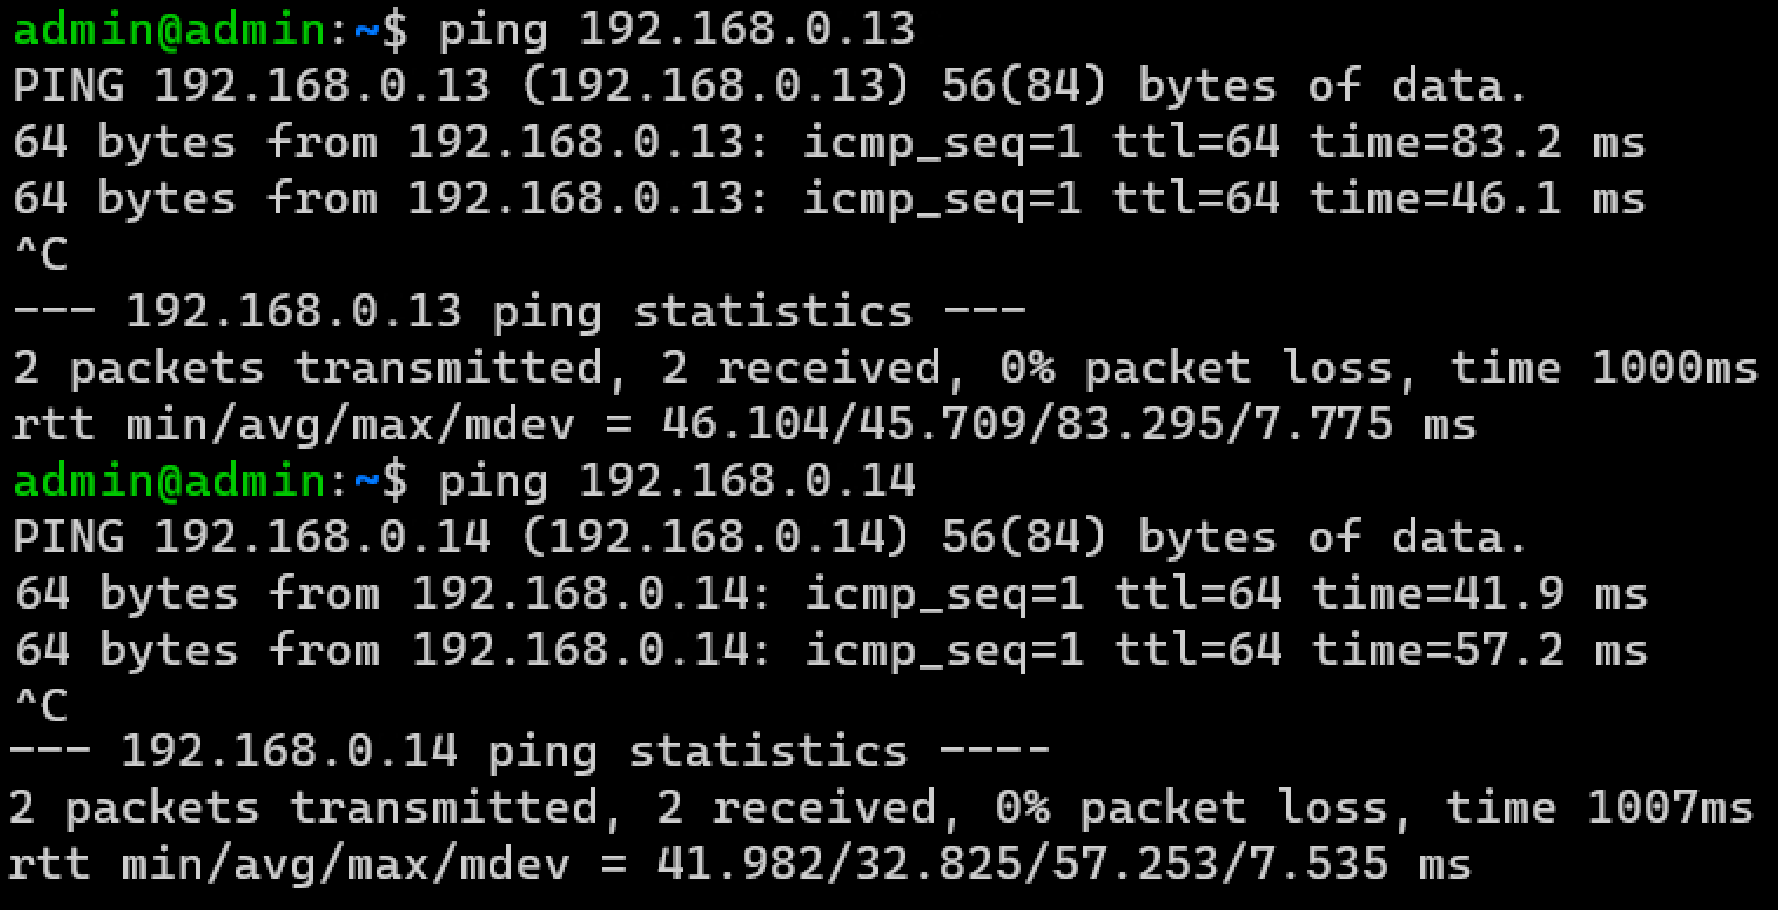 admin@admin:~$ ping 192.168.0.13
PING 192.168.0.13 (192.168.0.13) 56(84) bytes of data.
64 bytes from 192.168.0.13: icmp_seq=1 ttl=64 time=83.2 ms
64 bytes from 192.168.0.13: icmp_seq=1 ttl=64 time=46.1 ms
^C
--- 192.168.0.13 ping statistics ---
2 packets transmitted, 2 received, 0% packet loss, time 1000ms
rtt min/avg/max/mdev = 46.104/45.709/83.295/7.775 ms
admin@admin:~$ ping 192.168.0.14
PING 192.168.0.14 (192.168.0.14) 56(84) bytes of data.
64 bytes from 192.168.0.14: icmp_seq=1 ttl=64 time=41.9 ms
64 bytes from 192.168.0.14: icmp_seq=1 ttl=64 time=57.2 ms
^C
--- 192.168.0.14 ping statistics ----
2 packets transmitted, 2 received, 0% packet loss, time 1007ms
rtt min/avg/max/mdev = 41.982/32.825/57.253/7.535 ms